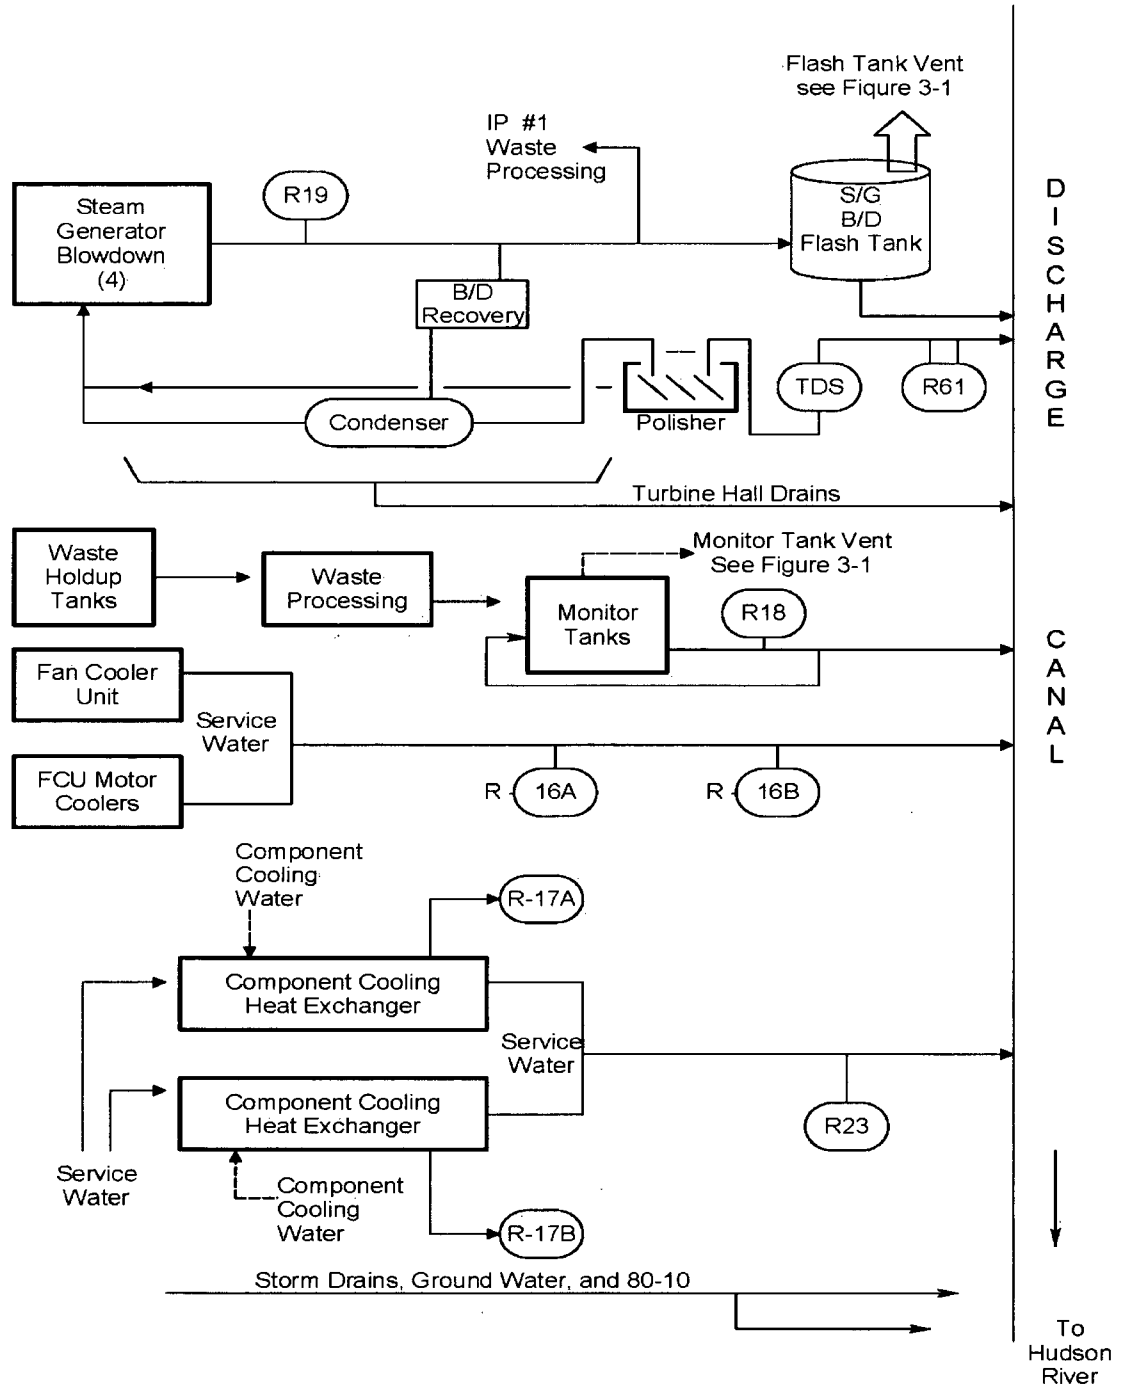 Flash Tank Vent
see Fiqure 3-1
IP #1
Waste
Processing
R19
Steam
Generator
Blowdown
(4)
S/G
B/D
Flash Tank
B/D
Recovery
Condenser
Polisher
TDS
R61
DISCHARGE
Turbine Hall Drains
Waste
Holdup
Tanks
Waste
Processing
Monitor Tank Vent
See Figure 3-1
Monitor
Tanks
R18
CANAL
Fan Cooler
Unit
Service
Water
FCU Motor
Coolers
R - 16A
R - 16B
Component
Cooling
Water
R-17A
Component Cooling
Heat Exchanger
Service
Water
Component Cooling
Heat Exchanger
R23
Service
Water
Component
Cooling
Water
R-17B
Storm Drains, Ground Water, and 80-10
To
Hudson
River